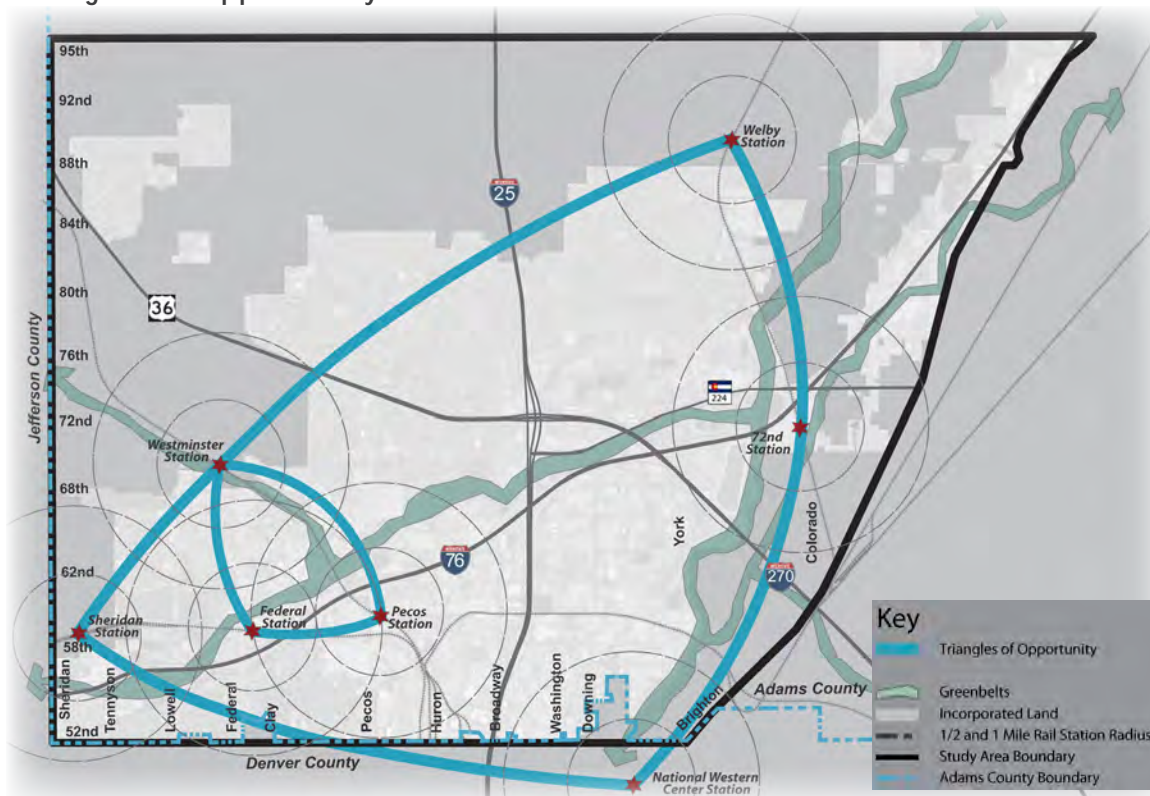 95th
92nd
88th
84th
80th
76th
72nd
68th
62nd
58th
52nd
Jefferson County
36
INTERSTATE
25
Welby
Station
224
72nd
Station
Westminster
Station
INTERSTATE
76
INTERSTATE
270
Sheridan
Station
Federal
Station
Pecos
Station
Sheridan
Tennyson
Lowell
Federal
Clay
Pecos
Huron
Broadway
Washington
Downing
York
Colorado
Brighton
Denver County
Adams County
National Western
Center Station
Key
Triangles of Opportunity
Greenbelts
Incorporated Land
1/2 and 1 Mile Rail Station Radius
Study Area Boundary
Adams County Boundary